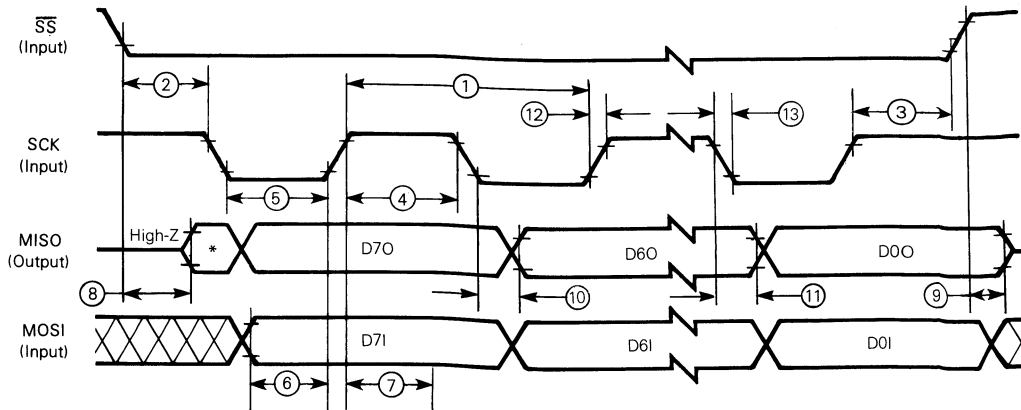 SS
(Input)
2
1
12
13
3
SCK
(Input)
5
4
MISO
(Output)
High-Z
*
D7O
D6O
D0O
8
10
11
9
MOSI
(Input)
D7I
D6I
D0I
6
7